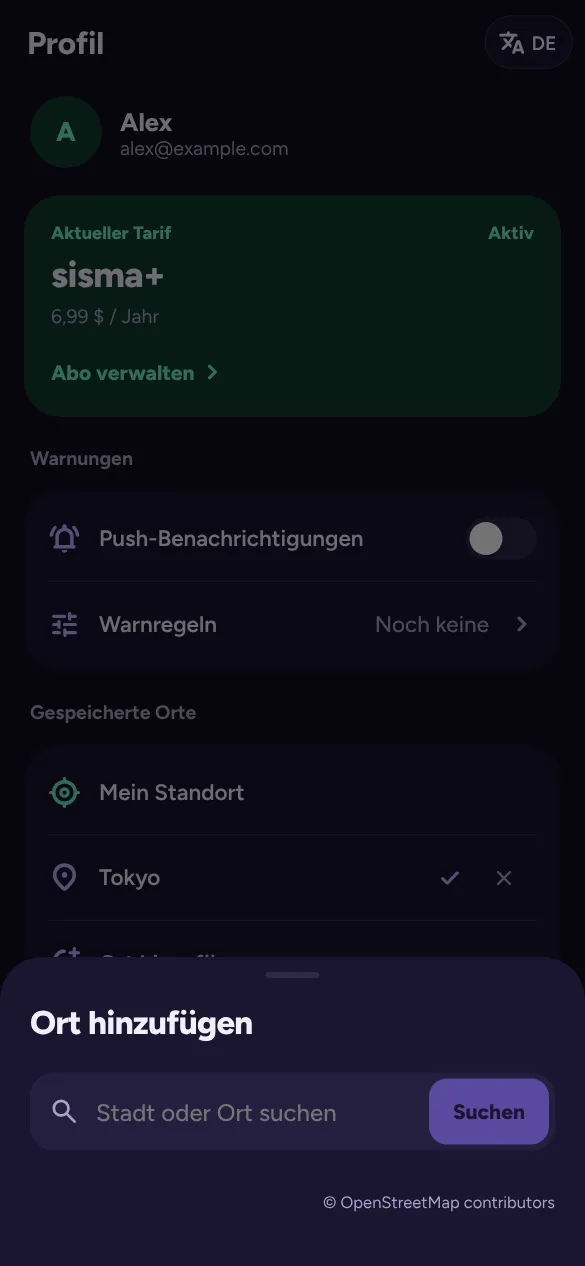 Profil
DE
A
Alex
alex@example.com
Aktueller Tarif
Aktiv
sisma+
6,99 $ / Jahr
Abo verwalten
Warnungen
Push-Benachrichtigungen
Warnregeln
Noch keine
Gespeicherte Orte
Mein Standort
Tokyo
Ort hinzufügen
Stadt oder Ort suchen
Suchen
© OpenStreetMap contributors